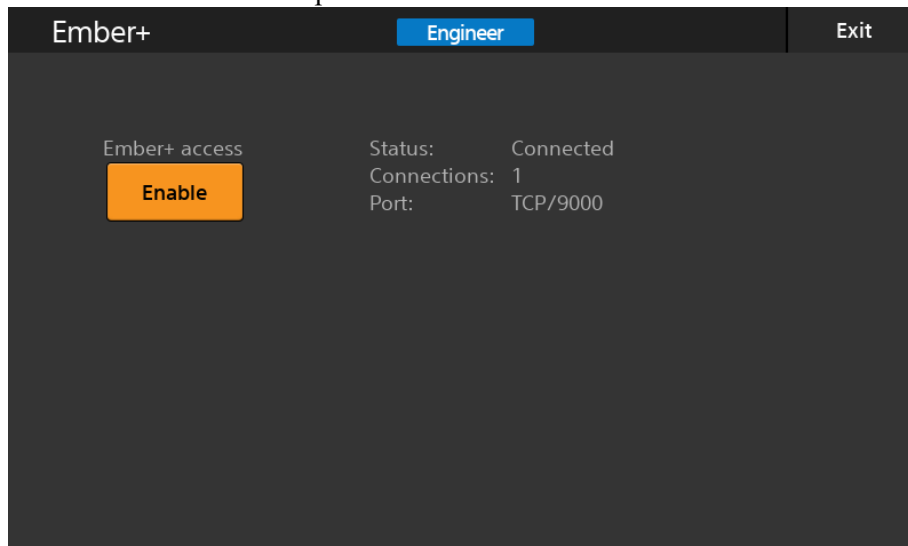 Ember+ Engineer Exit
Ember+ access
Enable
Status: Connected
Connections: 1
Port: TCP/9000